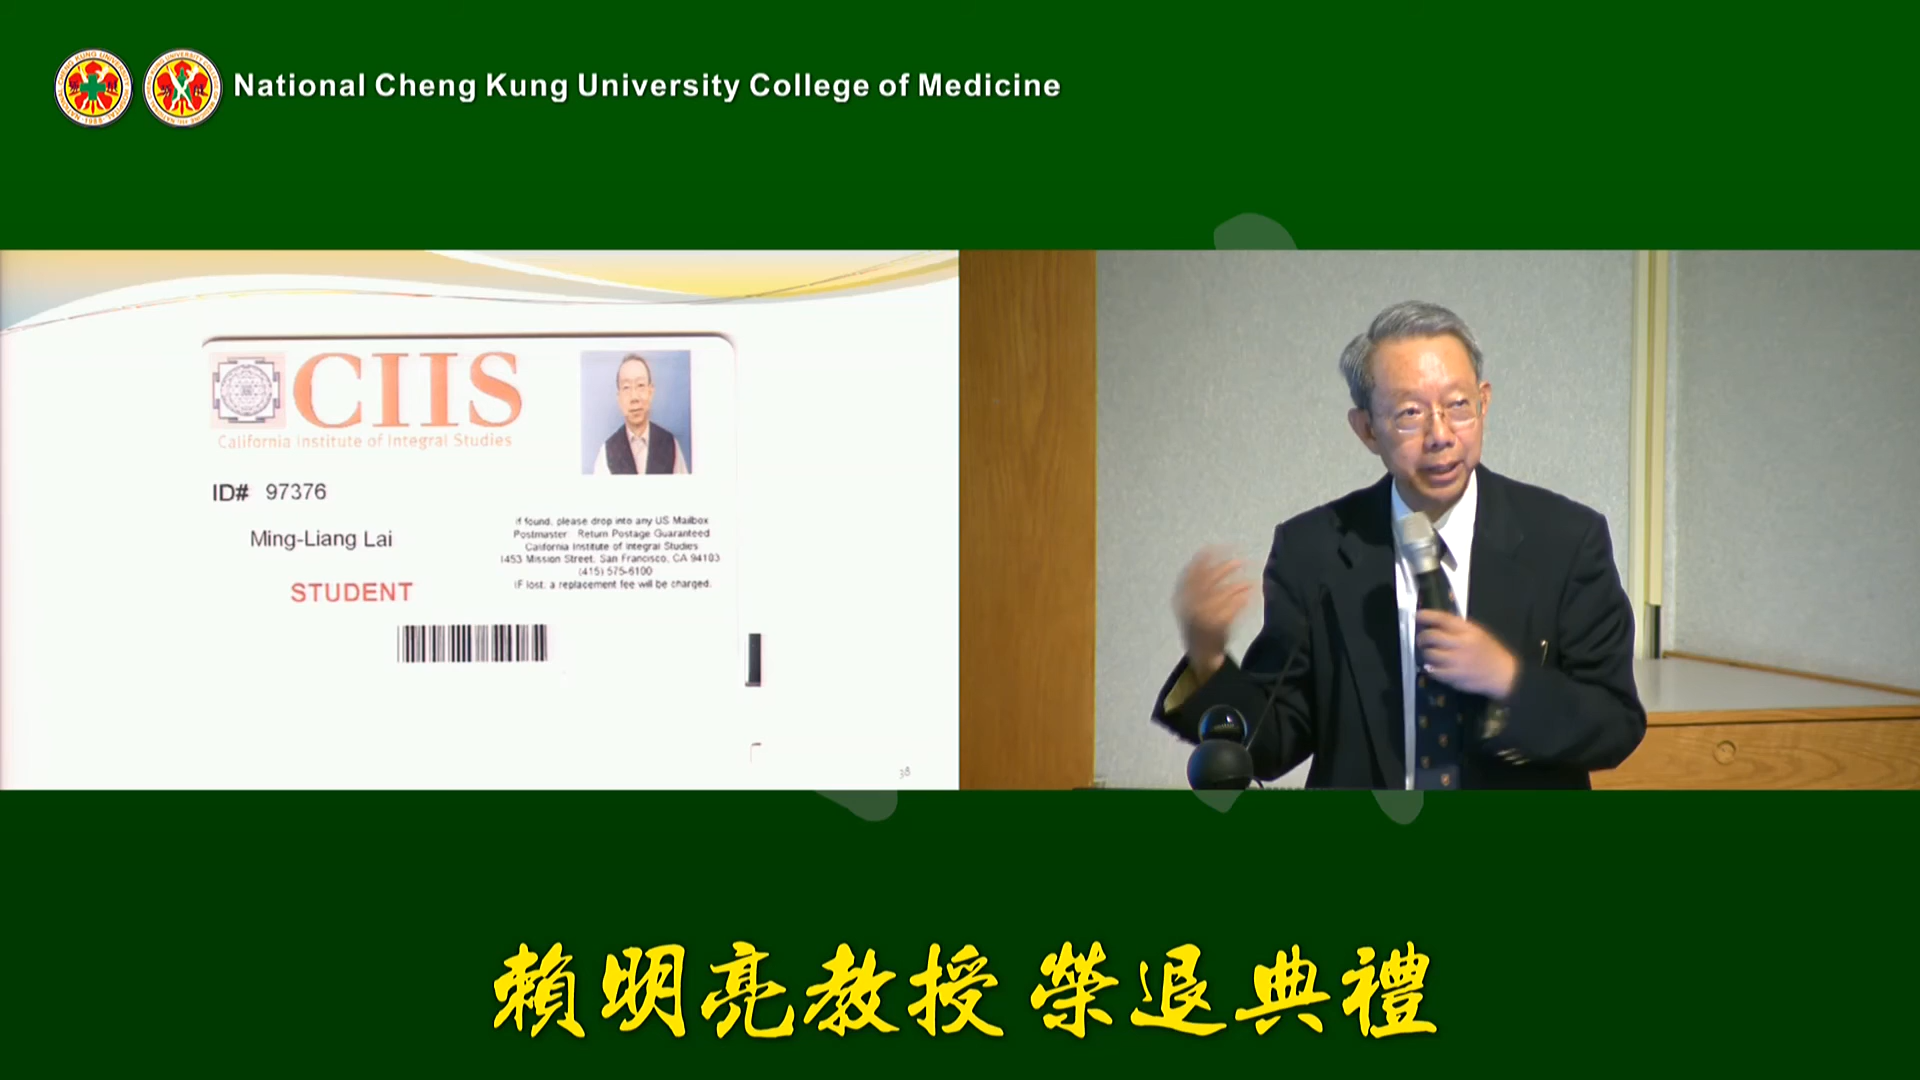 National Cheng Kung University College of Medicine
CIIS
California Institute of Integral Studies
ID# 97376
Ming-Liang Lai
STUDENT
If found, please drop into any US Mailbox
Postmaster: Return Postage Guaranteed
California Institute of Integral Studies
1453 Mission Street, San Francisco, CA 94103
(415) 575-6100
IF lost: a replacement fee will be charged.
38
賴明亮教授 榮退典禮